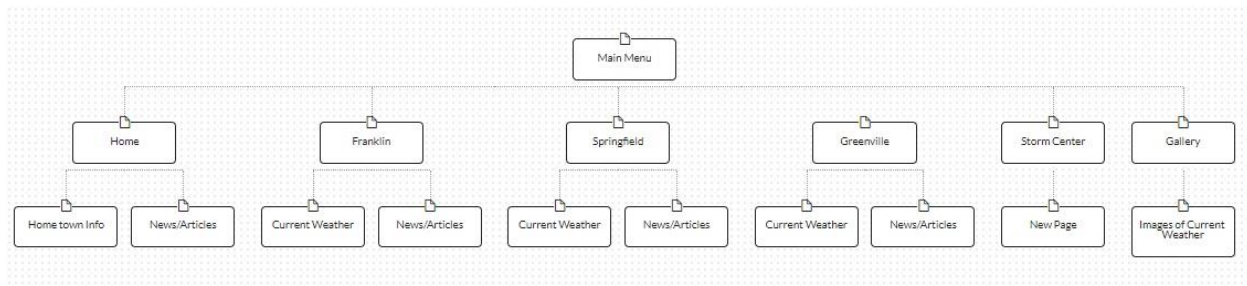 Main Menu
Home
Franklin
Springfield
Greenville
Storm Center
Gallery
Home town Info
News/Articles
Current Weather
News/Articles
Current Weather
News/Articles
Current Weather
News/Articles
New Page
Images of Current
Weather